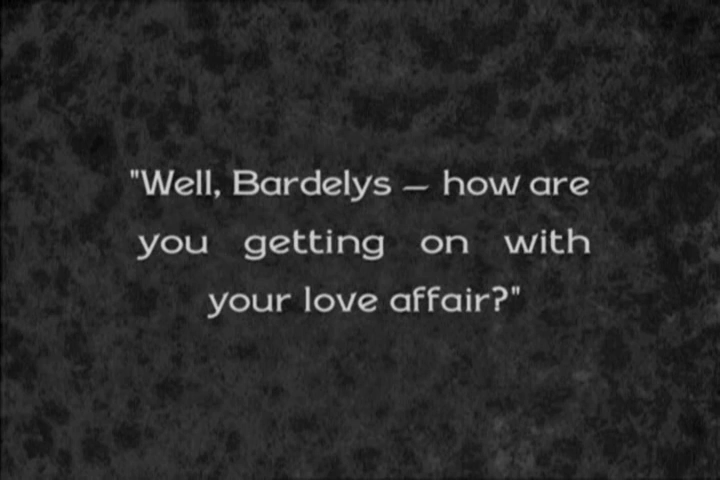 "Well, Bardelys — how are
you getting on with
your love affair?"